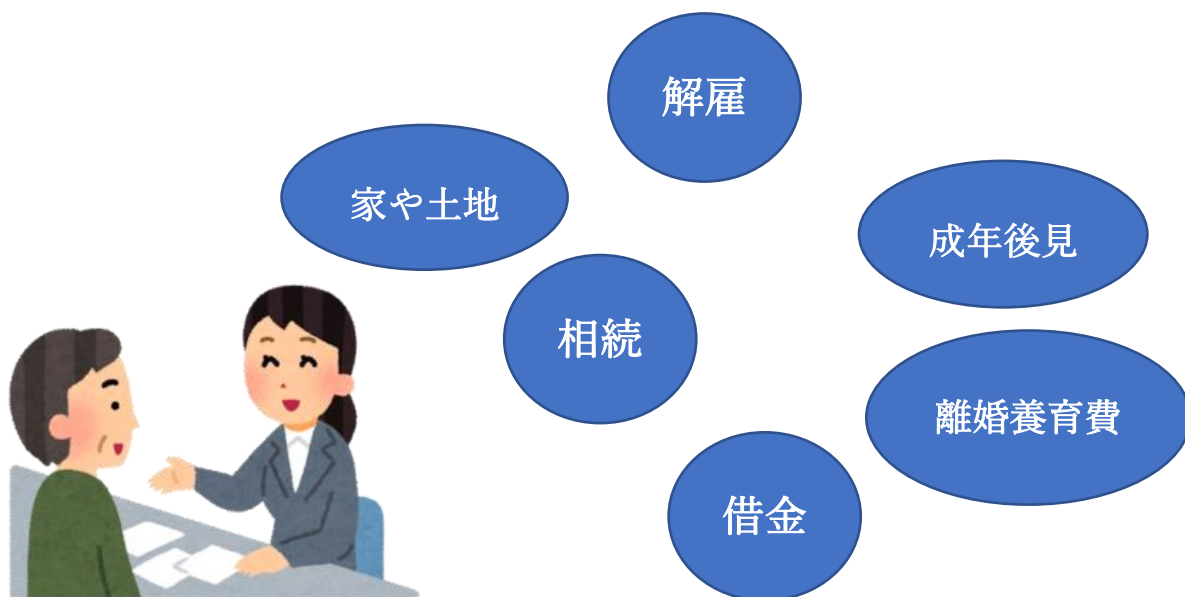 解雇
家や土地
成年後見
相続
離婚養育費
借金